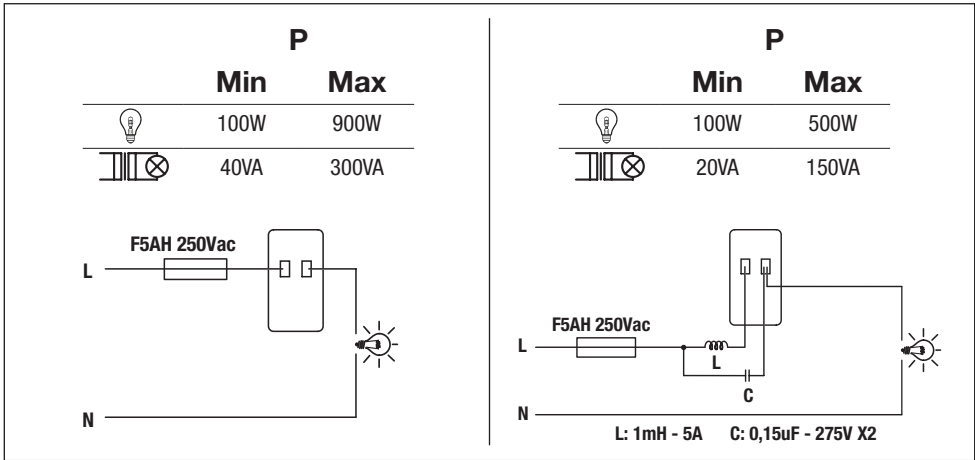 P
Min Max
100W 900W
40VA 300VA
F5AH 250Vac
L
N
P
Min Max
100W 500W
20VA 150VA
F5AH 250Vac
L
L
C
N
L: 1mH - 5A C: 0,15uF - 275V X2